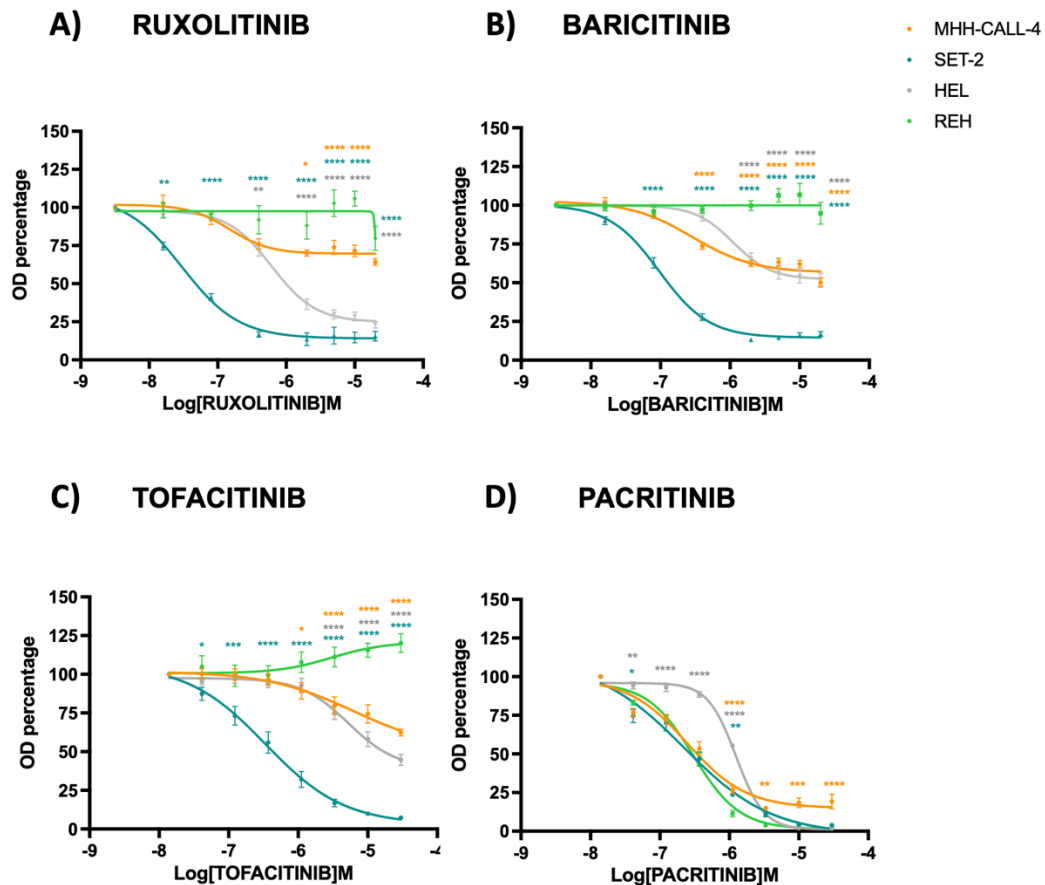 A) RUXOLITINIB
B) BARICITINIB
MHH-CALL-4
SET-2
HEL
REH
OD percentage
150
125
100
75
50
25
0
** **** **** ** * **** **** **** **** **** **** **** **** **** ****
-9 -8 -7 -6 -5 -4
Log[RUXOLITINIB]M
OD percentage
150
125
100
75
50
25
0
**** **** **** **** **** **** **** **** **** **** **** **** **** **** **** ****
-9 -8 -7 -6 -5 -4
Log[BARICITINIB]M
C) TOFACITINIB
D) PACRITINIB
OD percentage
150
125
100
75
50
25
0
* *** **** * **** **** **** **** **** **** **** **** **** ****
-9 -8 -7 -6 -5 -4
Log[TOFACITINIB]M
OD percentage
150
125
100
75
50
25
0
** * **** **** **** **** ** ** *** ****
-9 -8 -7 -6 -5 -4
Log[PACRITINIB]M